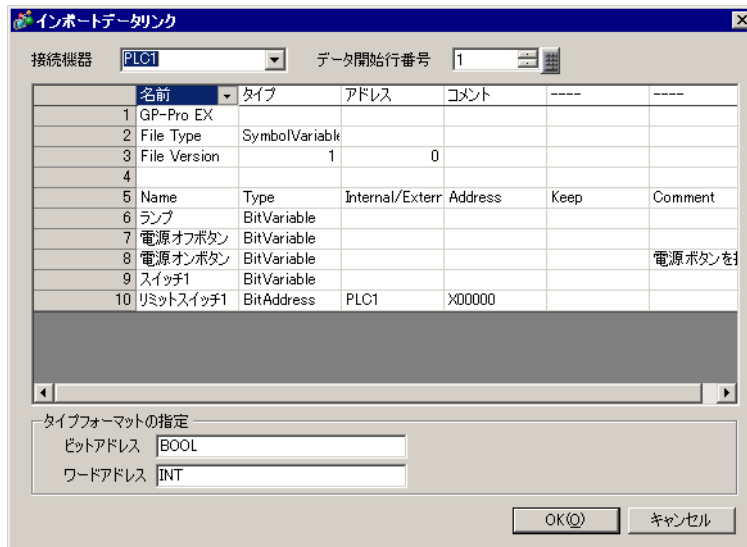 インポートデータリンク
接続機器 PLC1 データ開始行番号 1
名前 タイプ アドレス コメント ---- ----
1 GP-Pro EX
2 File Type SymbolVariable
3 File Version 1 0
4
5 Name Type Internal/Extern Address Keep Comment
6 ランプ BitVariable
7 電源オフボタン BitVariable
8 電源オンボタン BitVariable 電源ボタンを
9 スイッチ1 BitVariable
10 リミットスイッチ1 BitAddress PLC1 X00000
タイプフォーマットの指定
ビットアドレス BOOL
ワードアドレス INT
OK(O) キャンセル